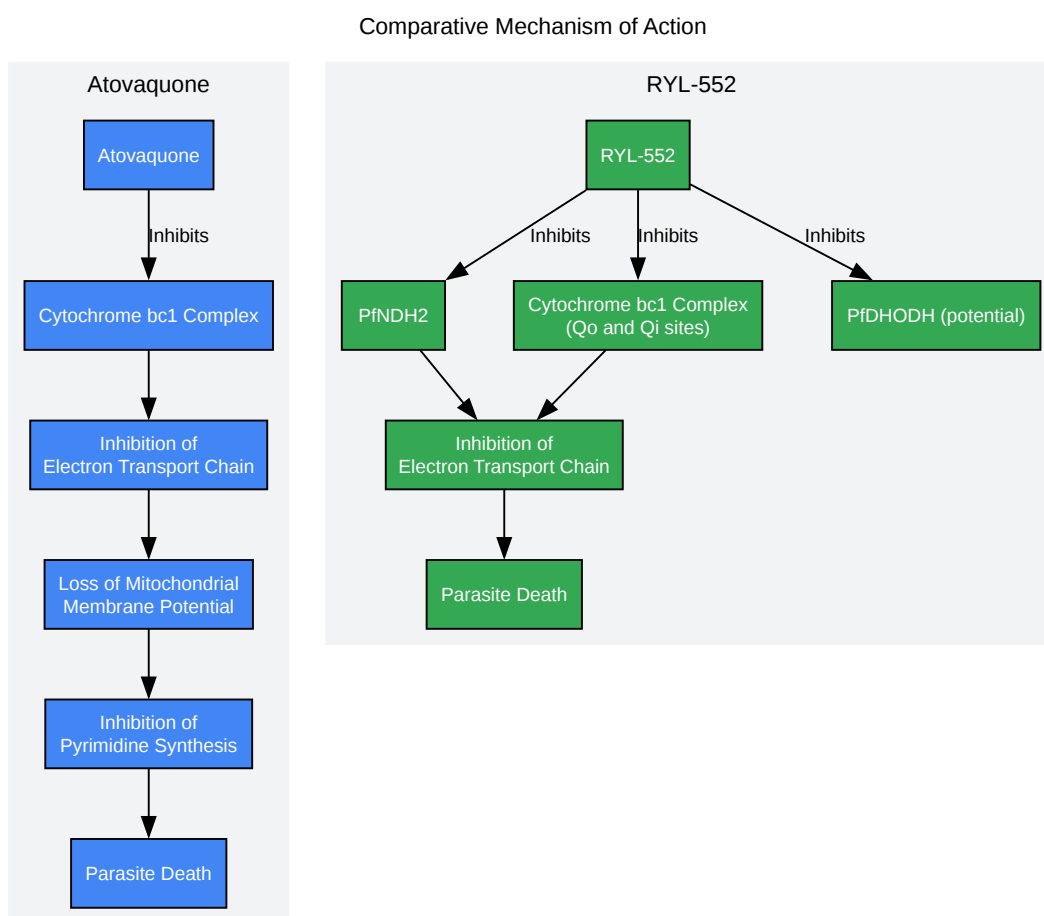 Comparative Mechanism of Action
Atovaquone
Atovaquone
Inhibits
Cytochrome bc1 Complex
Inhibition of
Electron Transport Chain
Loss of Mitochondrial
Membrane Potential
Inhibition of
Pyrimidine Synthesis
Parasite Death
RYL-552
RYL-552
Inhibits
Inhibits
Inhibits
PfNDH2
Cytochrome bc1 Complex
(Qo and Qi sites)
PfDHODH (potential)
Inhibition of
Electron Transport Chain
Parasite Death